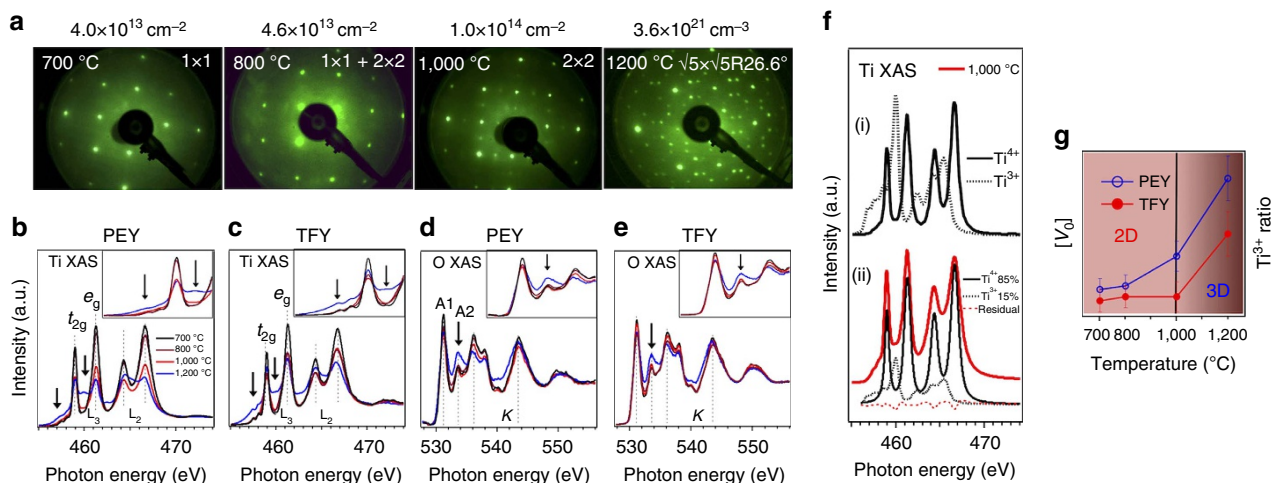 a
4.0×10¹³ cm⁻² 4.6×10¹³ cm⁻² 1.0×10¹⁴ cm⁻² 3.6×10²¹ cm⁻³
700 °C 1×1 800 °C 1×1 + 2×2 1,000 °C 2×2 1200 °C √5×√5R26.6°
b PEY
Ti XAS
e_g
t_2g
700 °C
800 °C
1,000 °C
1,200 °C
L₃ L₂
Intensity (a.u.)
460 470
Photon energy (eV)
c TFY
Ti XAS
e_g
t_2g
L₃ L₂
460 470
Photon energy (eV)
d PEY
O XAS
A1
A2
K
530 540 550
Photon energy (eV)
e TFY
O XAS
K
530 540 550
Photon energy (eV)
f
Ti XAS 1,000 °C
(i)
Ti⁴⁺
Ti³⁺
(ii)
Ti⁴⁺ 85%
Ti³⁺ 15%
Residual
Intensity (a.u.)
460 470
Photon energy (eV)
g
PEY
TFY
2D
3D
[V₀]
Ti³⁺ ratio
700 800 1,000 1,200
Temperature (°C)